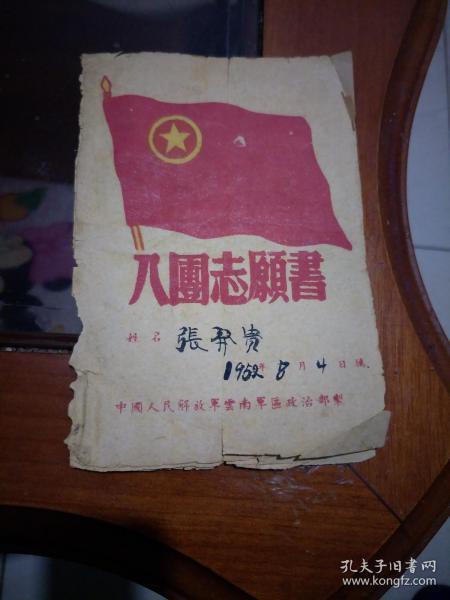 入團志願書
姓名 張開貴
1952年8月4日填
中國人民解放軍雲南軍區政治部製
孔夫子旧书网
www.kongfz.com